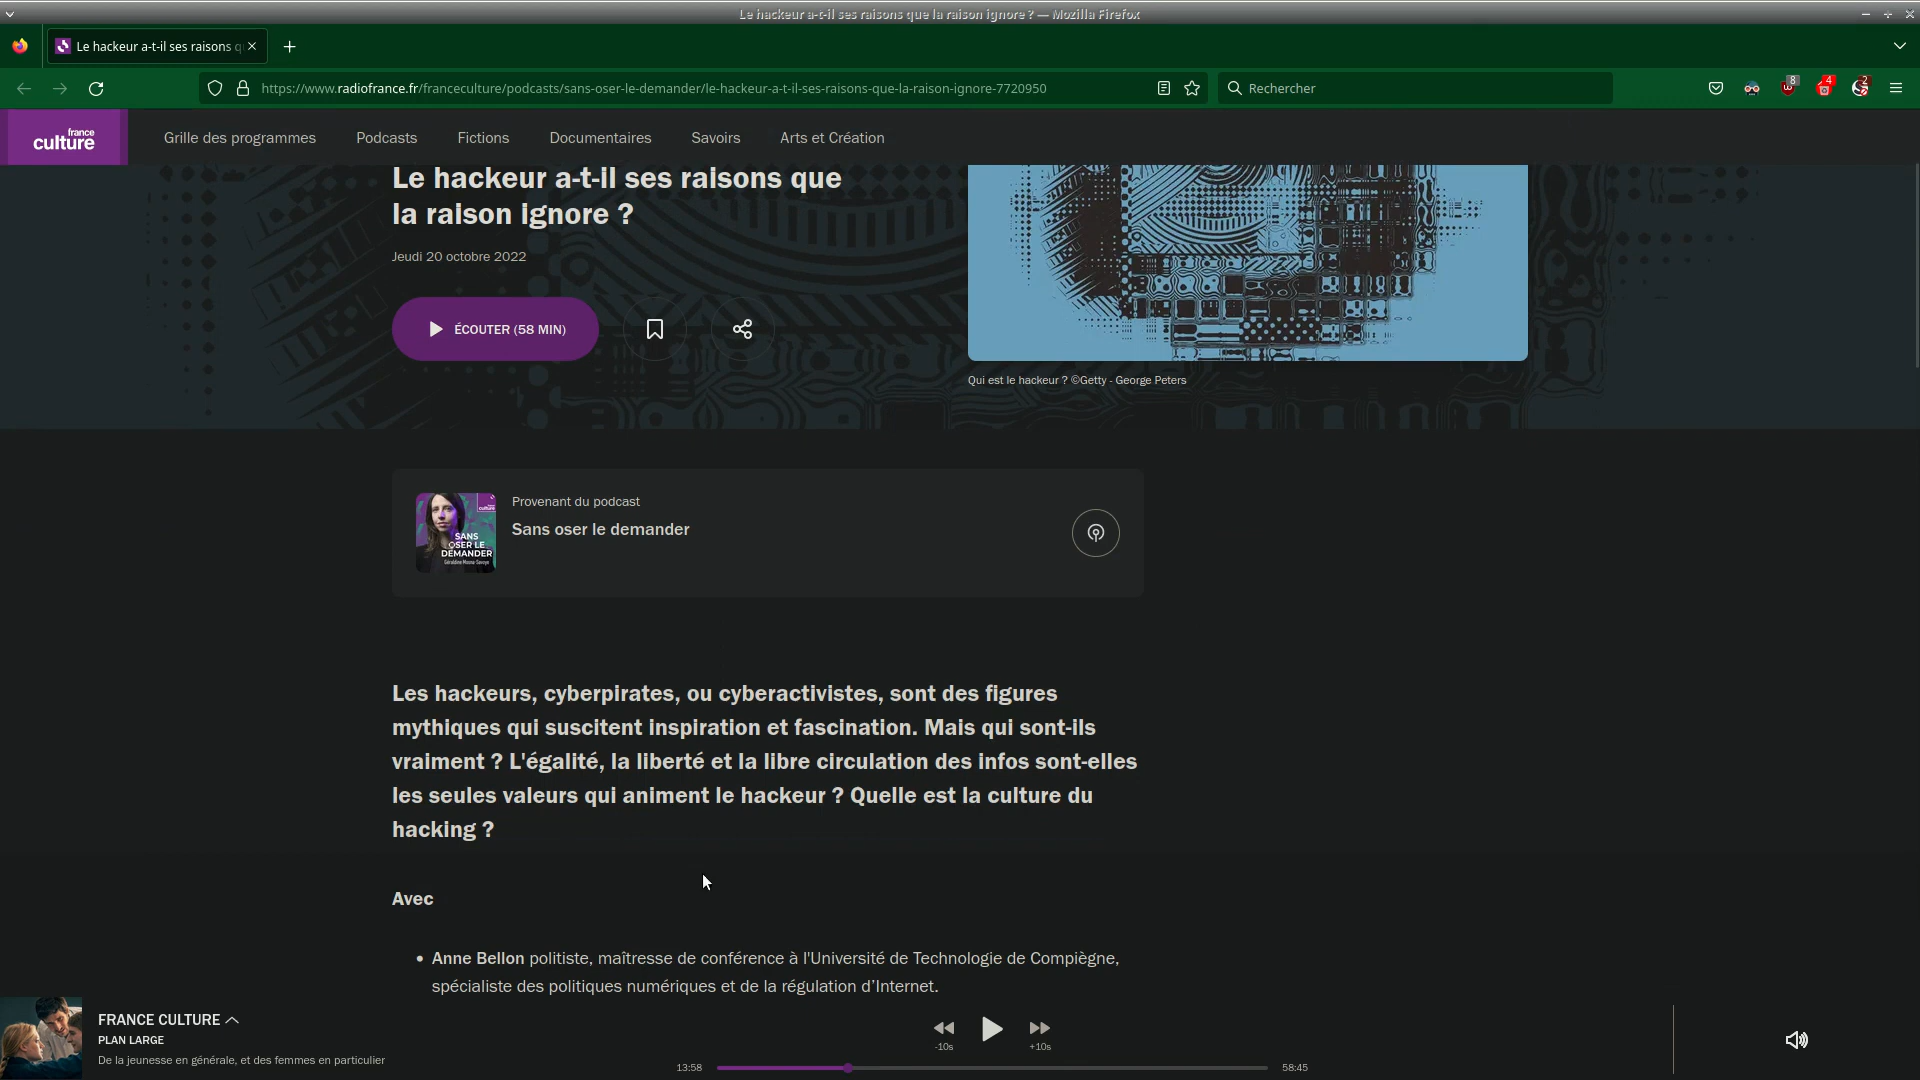 Le hackeur a-t-il ses raisons que la raison ignore ? — Mozilla Firefox
Le hackeur a-t-il ses raisons q
https://www.radiofrance.fr/franceculture/podcasts/sans-oser-le-demander/le-hackeur-a-t-il-ses-raisons-que-la-raison-ignore-7720950
Rechercher
8
4
2
france
culture
Grille des programmes
Podcasts
Fictions
Documentaires
Savoirs
Arts et Création
Le hackeur a-t-il ses raisons que
la raison ignore ?
Jeudi 20 octobre 2022
ÉCOUTER (58 MIN)
Qui est le hackeur ? ©Getty - George Peters
SANS
OSER LE
DEMANDER
Géraldine Mosna-Savoye
Provenant du podcast
Sans oser le demander
Les hackeurs, cyberpirates, ou cyberactivistes, sont des figures
mythiques qui suscitent inspiration et fascination. Mais qui sont-ils
vraiment ? L'égalité, la liberté et la libre circulation des infos sont-elles
les seules valeurs qui animent le hackeur ? Quelle est la culture du
hacking ?
Avec
• Anne Bellon politiste, maîtresse de conférence à l'Université de Technologie de Compiègne,
spécialiste des politiques numériques et de la régulation d’Internet.
FRANCE CULTURE
PLAN LARGE
De la jeunesse en générale, et des femmes en particulier
-10s
+10s
13:58
58:45